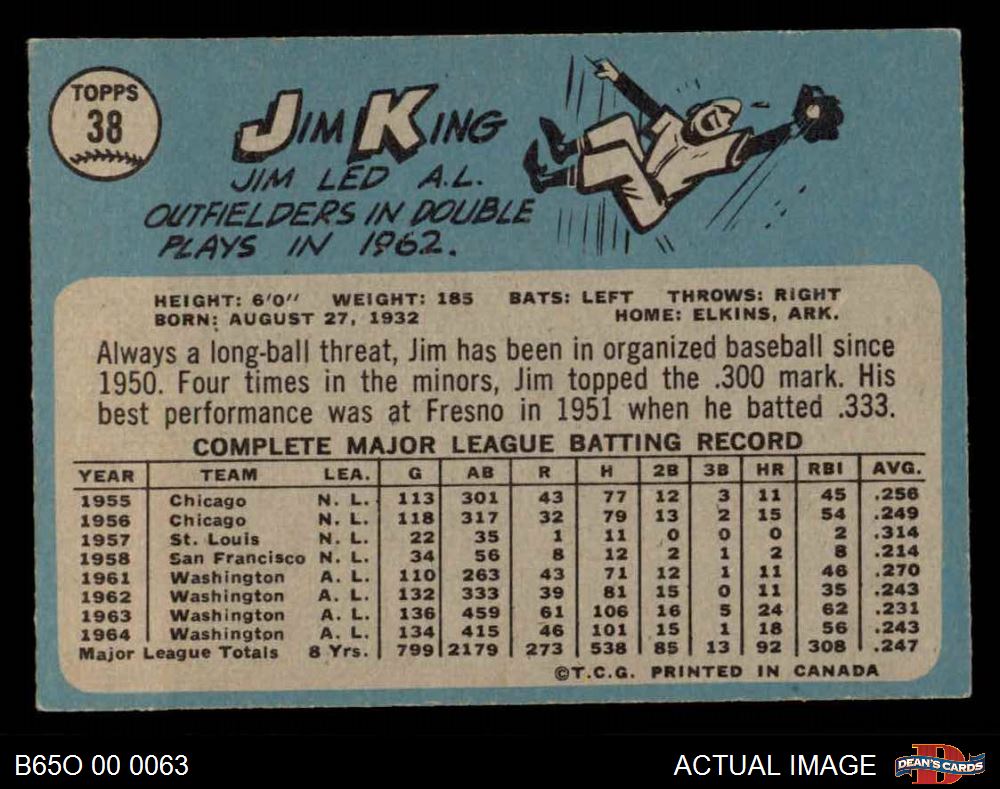 TOPPS
38
JIM KING
JIM LED A.L.
OUTFIELDERS IN DOUBLE
PLAYS IN 1962.
HEIGHT: 6'0" WEIGHT: 185 BATS: LEFT THROWS: RIGHT
BORN: AUGUST 27, 1932 HOME: ELKINS, ARK.
Always a long-ball threat, Jim has been in organized baseball since
1950. Four times in the minors, Jim topped the .300 mark. His
best performance was at Fresno in 1951 when he batted .333.
COMPLETE MAJOR LEAGUE BATTING RECORD
YEAR TEAM LEA. G AB R H 2B 3B HR RBI AVG.
1955 Chicago N. L. 113 301 43 77 12 3 11 45 .256
1956 Chicago N. L. 118 317 32 79 13 2 15 54 .249
1957 St. Louis N. L. 22 35 1 11 0 0 0 2 .314
1958 San Francisco N. L. 34 56 8 12 2 1 2 8 .214
1961 Washington A. L. 110 263 43 71 12 1 11 46 .270
1962 Washington A. L. 132 333 39 81 15 0 11 35 .243
1963 Washington A. L. 136 459 61 106 16 5 24 62 .231
1964 Washington A. L. 134 415 46 101 15 1 18 56 .243
Major League Totals 8 Yrs. 799 2179 273 538 85 13 92 308 .247
©T.C.G. PRINTED IN CANADA
B65O 00 0063 ACTUAL IMAGE DEAN'S CARDS